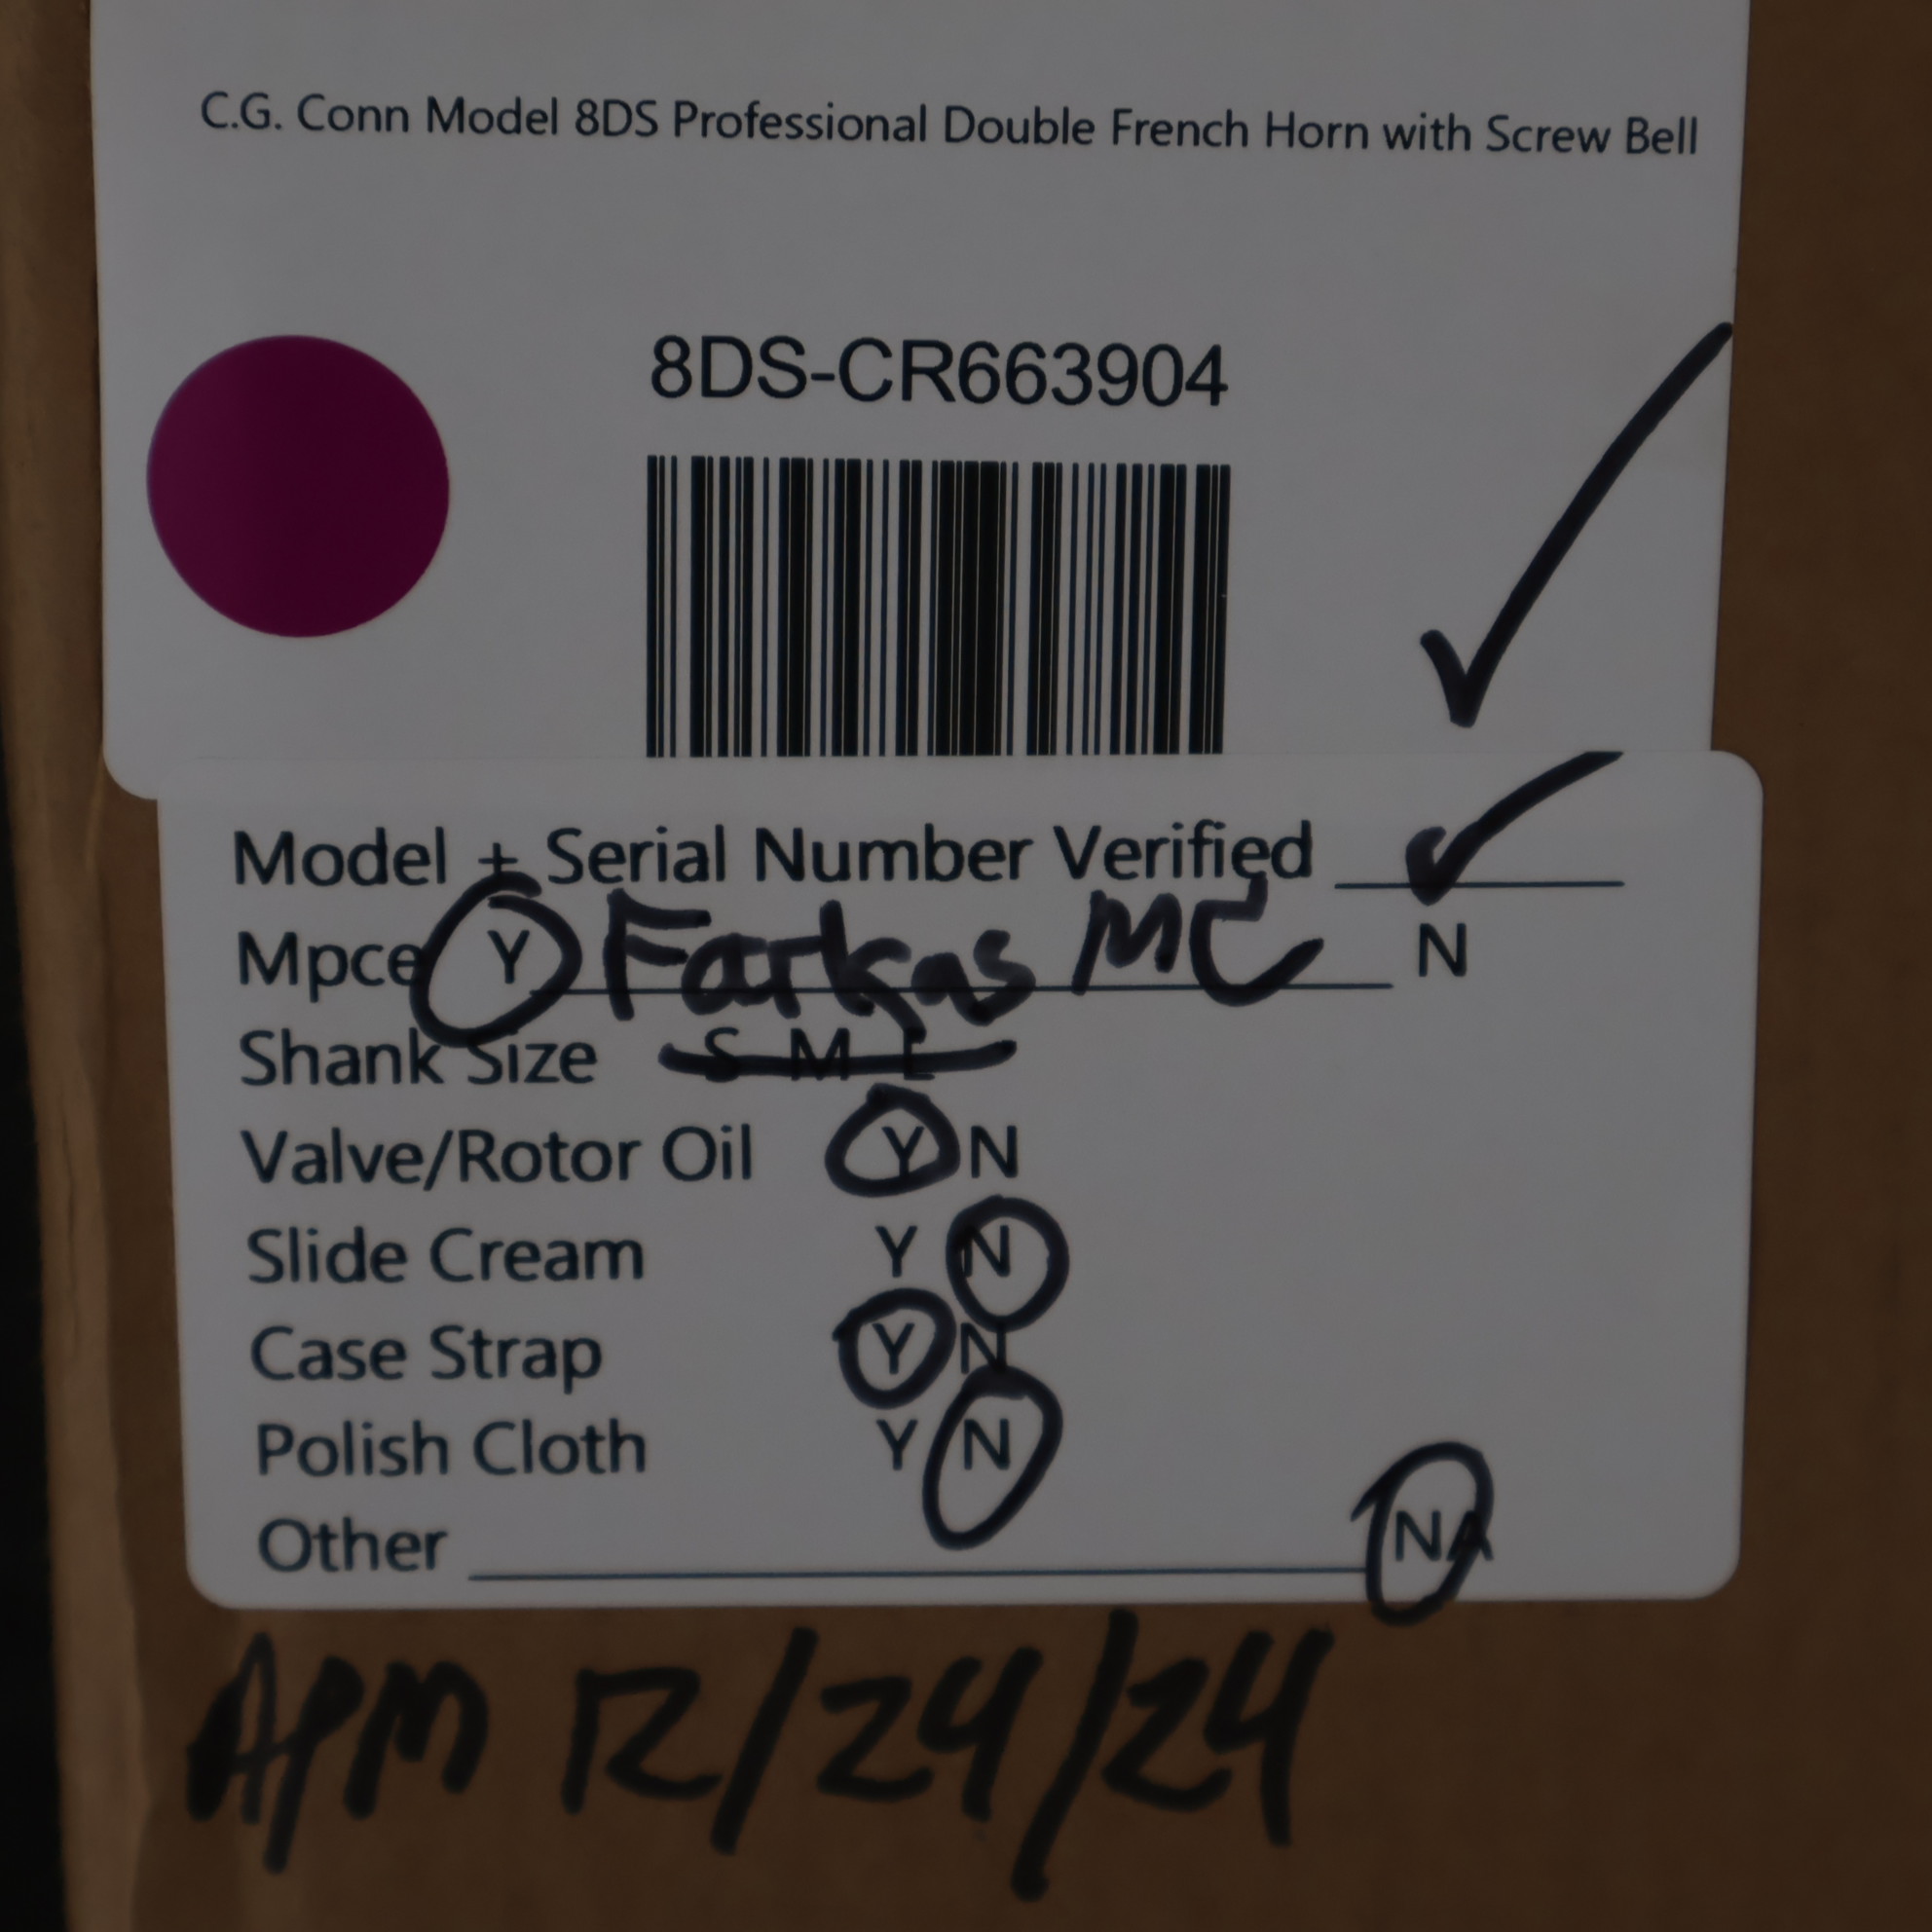 C.G. Conn Model 8DS Professional Double French Horn with Screw Bell
8DS-CR663904
Model + Serial Number Verified ✓
Mpce Y Farkas MC N
Shank Size S M L
Valve/Rotor Oil Y N
Slide Cream Y N
Case Strap Y N
Polish Cloth Y N
Other NA
APM 12/24/24